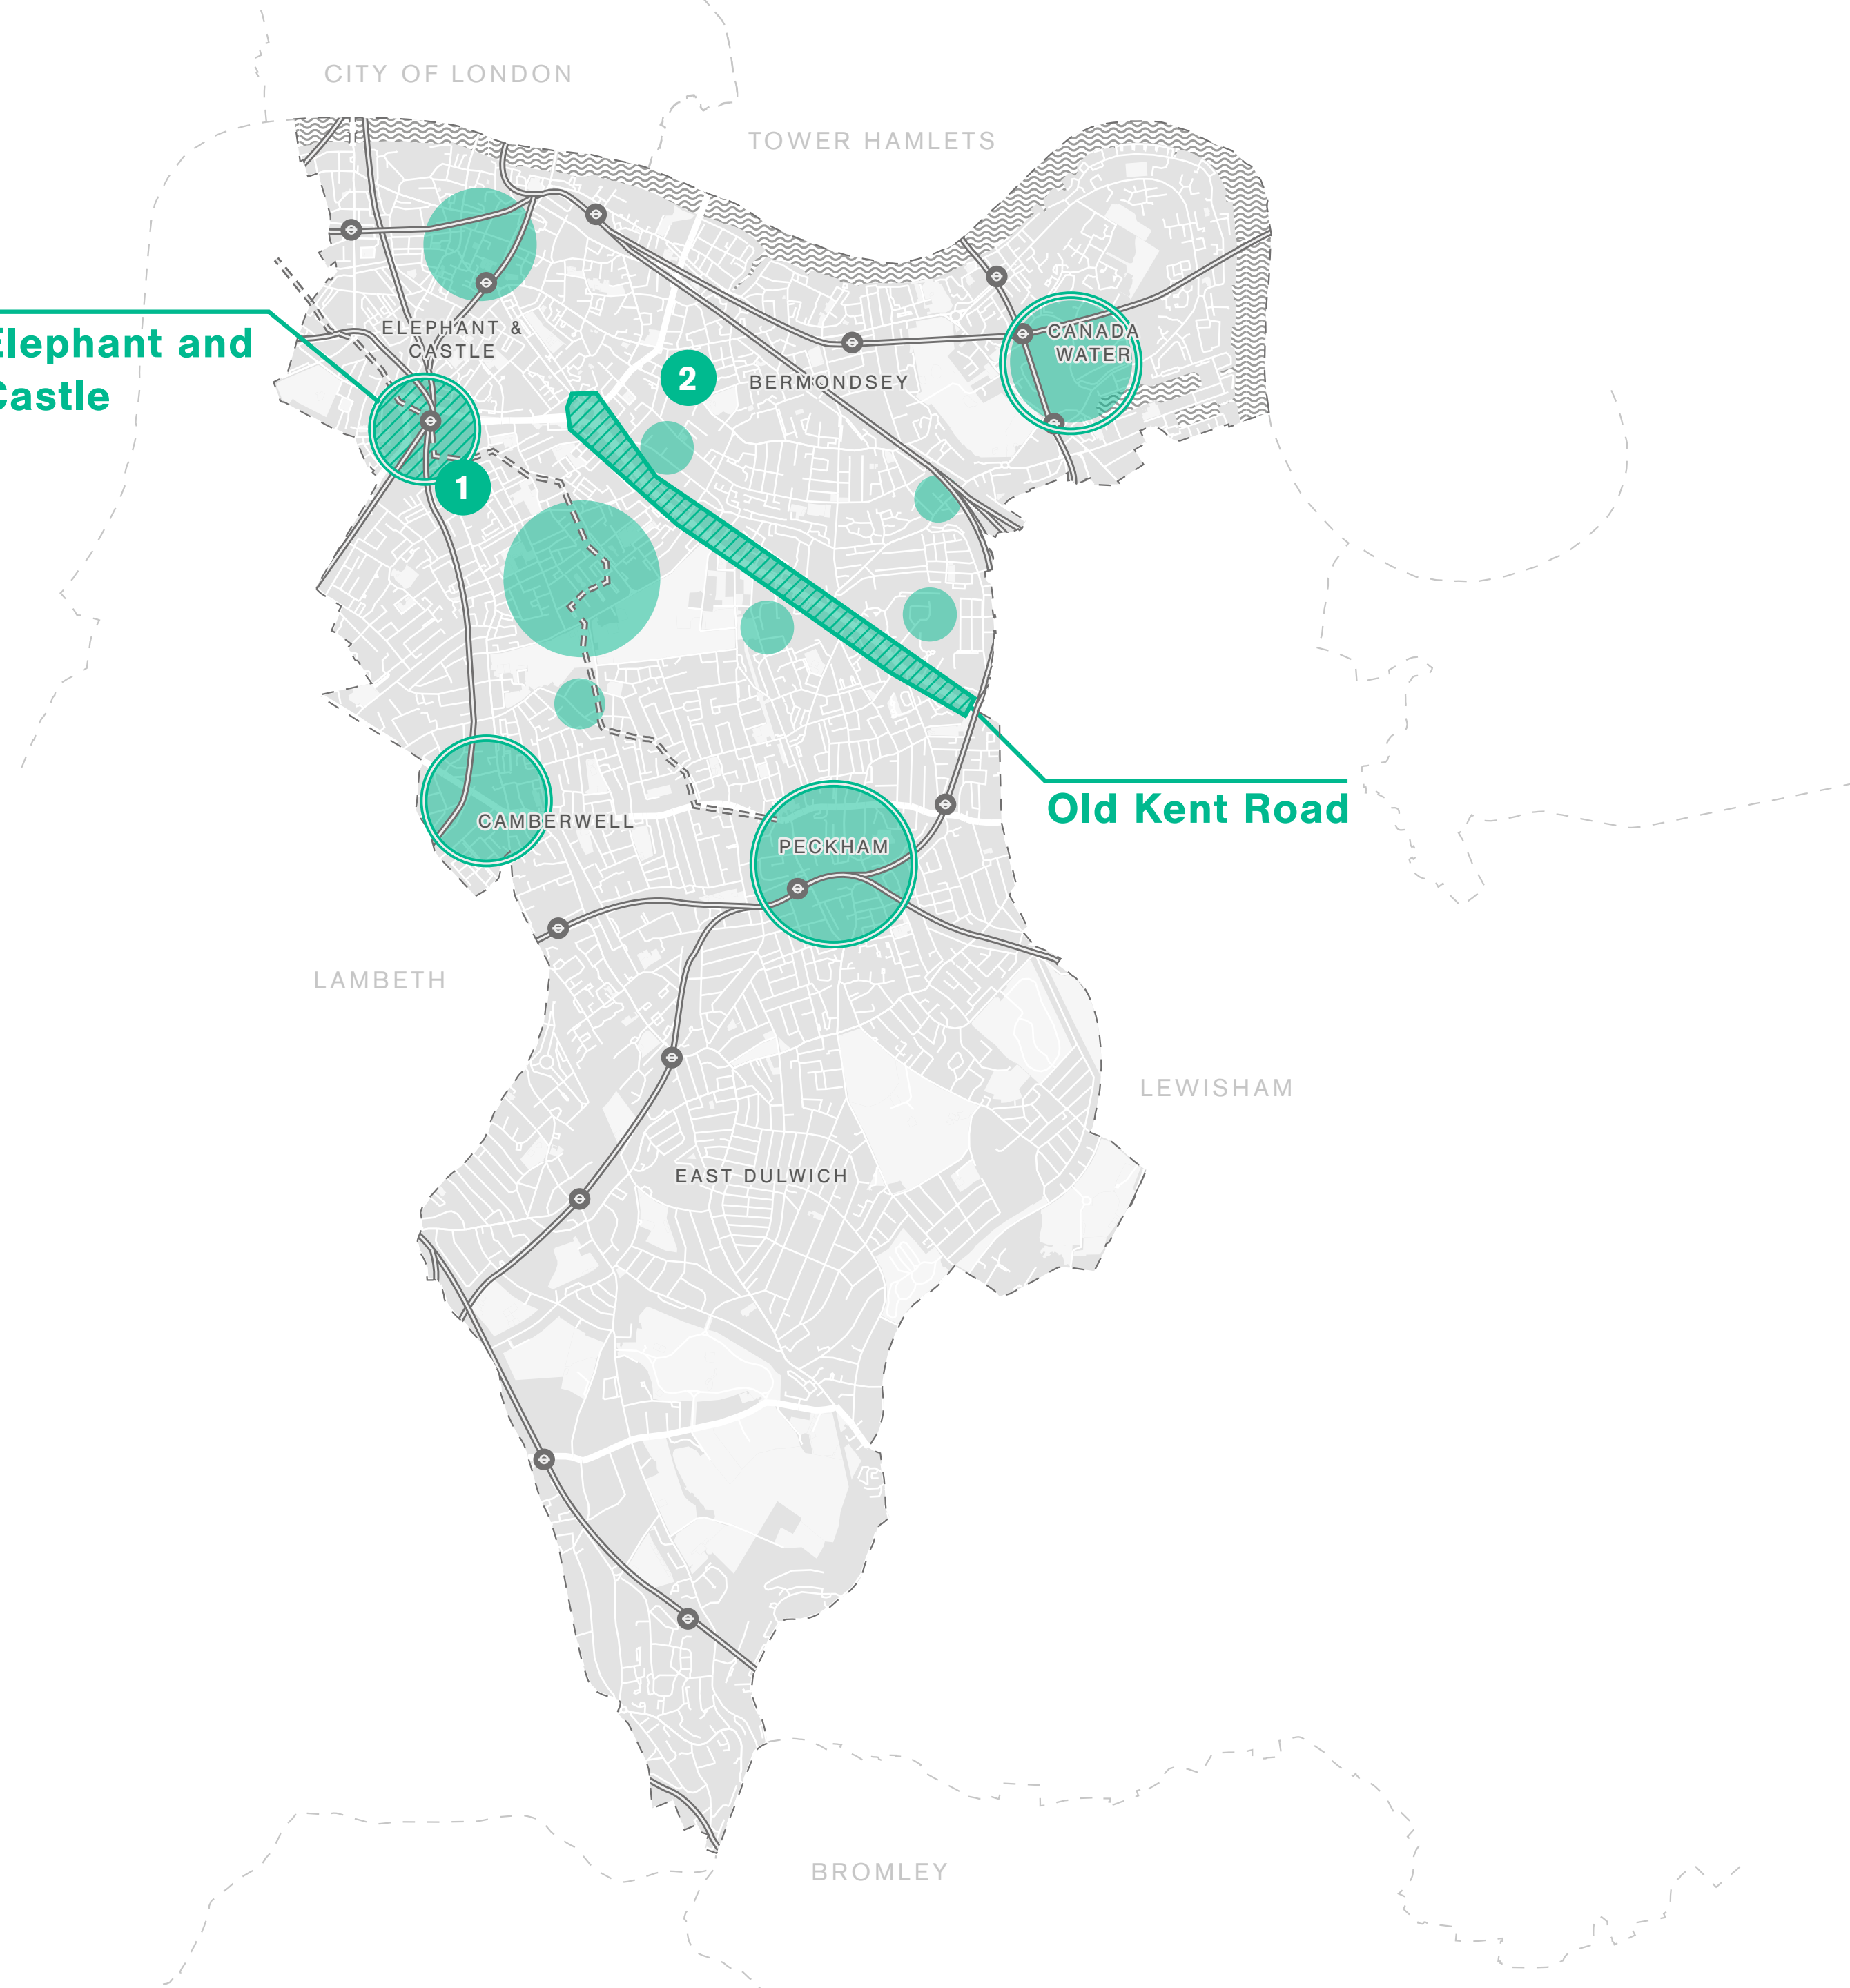 CITY OF LONDON
TOWER HAMLETS
ELEPHANT &
CASTLE
CANADA
WATER
Elephant and
Castle
2
BERMONDSEY
1
Old Kent Road
CAMBERWELL
PECKHAM
LAMBETH
LEWISHAM
EAST DULWICH
BROMLEY